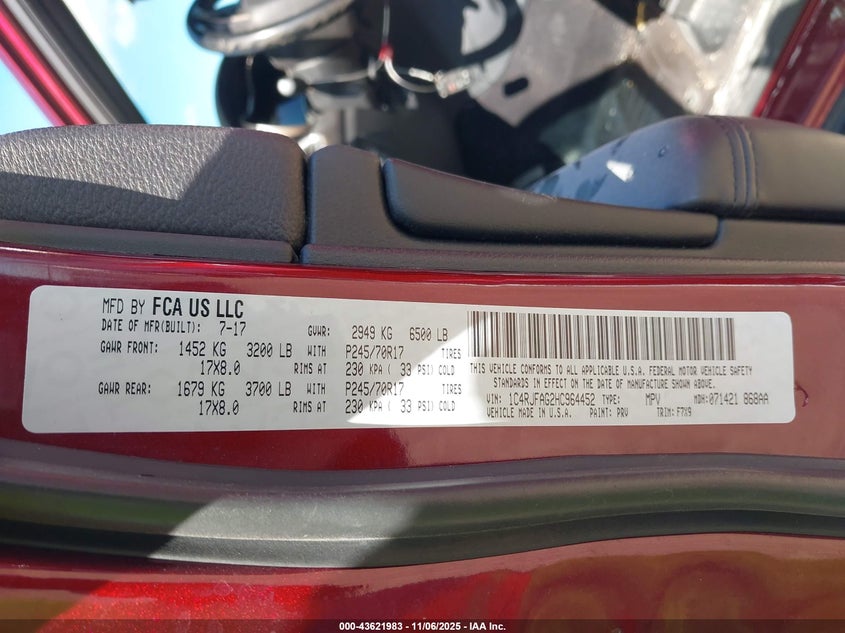 MFD BY FCA US LLC
DATE OF MFR(BUILT): 7-17 GVWR: 2949 KG 6500 LB
GAWR FRONT: 1452 KG 3200 LB WITH P245/70R17 TIRES
17X8.0 RIMS AT 230 KPA ( 33 PSI) COLD
GAWR REAR: 1679 KG 3700 LB WITH P245/70R17 TIRES
17X8.0 RIMS AT 230 KPA ( 33 PSI) COLD
THIS VEHICLE CONFORMS TO ALL APPLICABLE U.S.A. FEDERAL MOTOR VEHICLE SAFETY
STANDARDS IN EFFECT ON THE DATE OF MANUFACTURE SHOWN ABOVE.
VIN: 1C4RJFAG2HC964452 TYPE: MPV MDH: 071421 868AA
VEHICLE MADE IN U.S.A. PAINT: PRV TRIM: F7X9
000-43621983 | 11/06/2025 - IAA Inc.